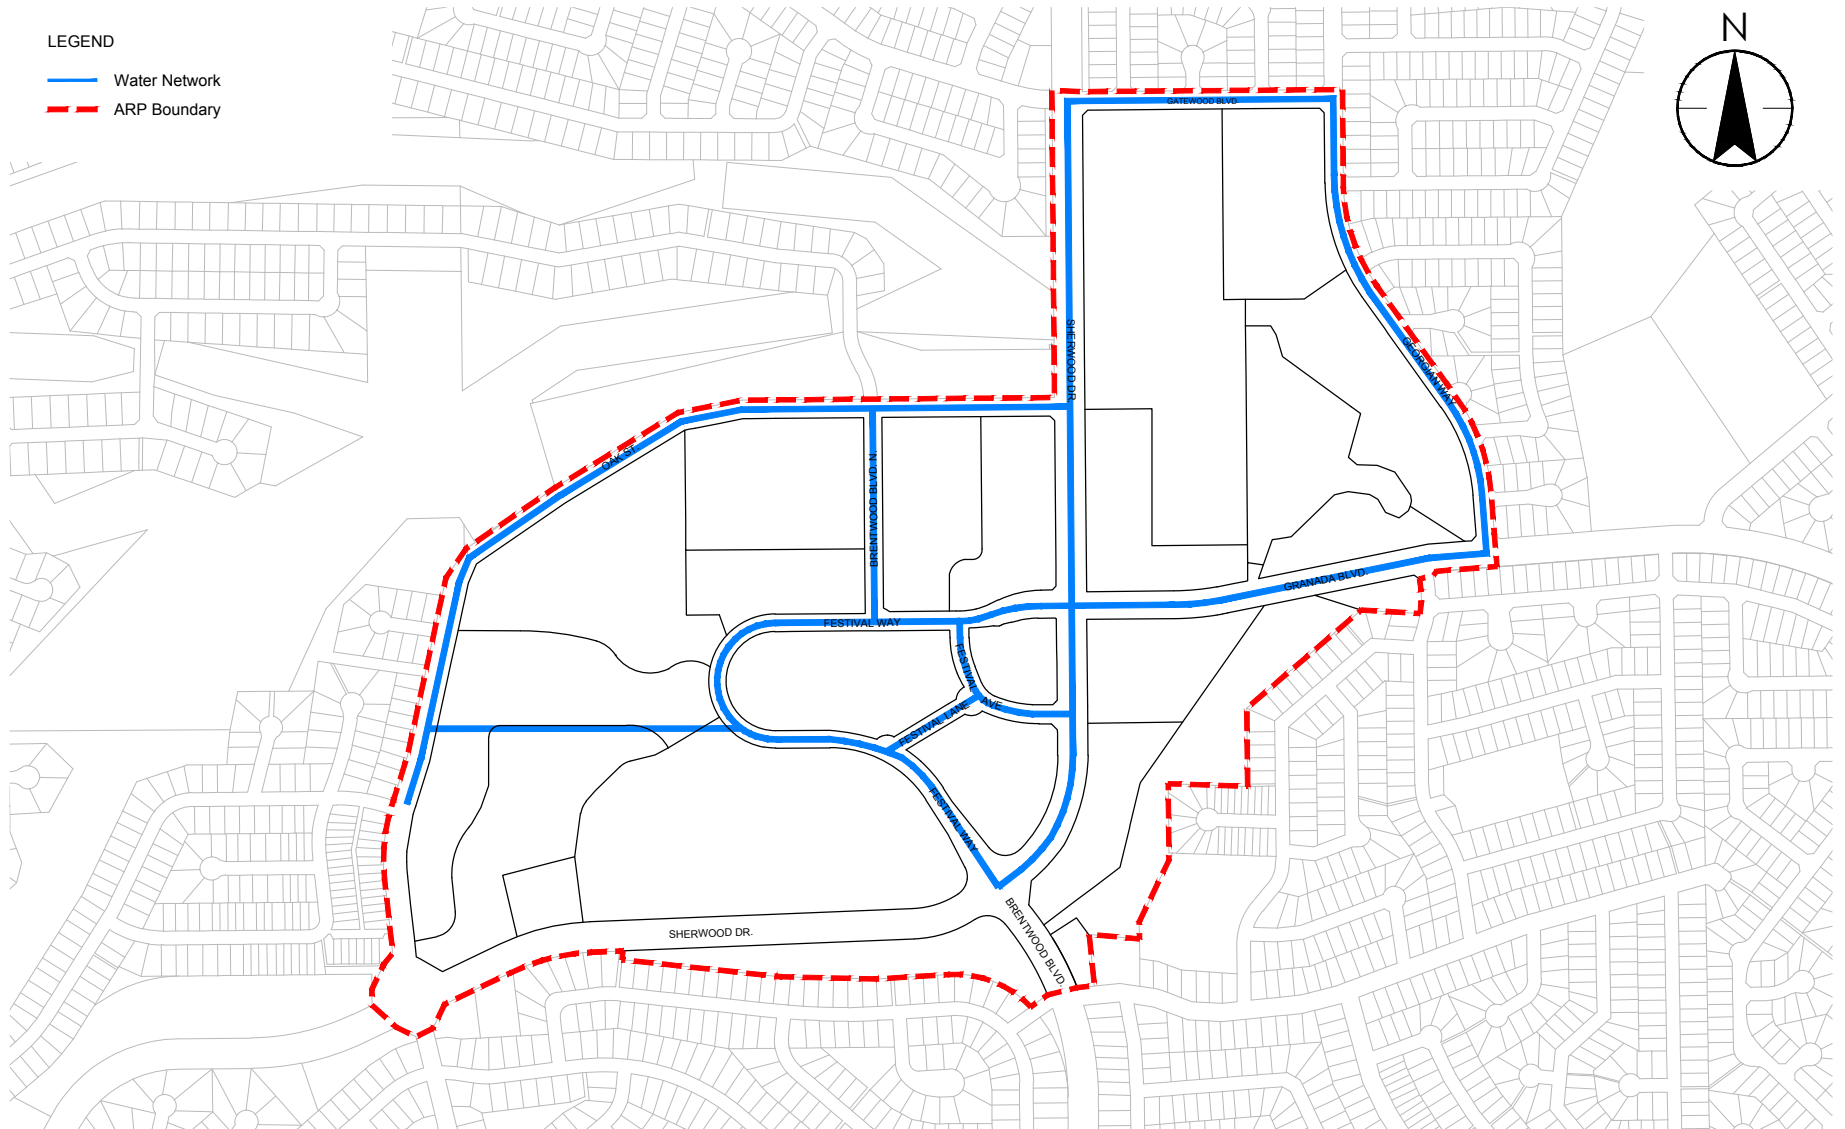 LEGEND
Water Network
ARP Boundary
N
GATEWOOD BLVD.
SHERWOOD DR.
GEORGIAN WAY
OAK ST.
BRENTWOOD BLVD. N.
GRANADA BLVD.
FESTIVAL WAY
FESTIVAL AVE
FESTIVAL LANE
FESTIVAL WAY
SHERWOOD DR.
BRENTWOOD BLVD.